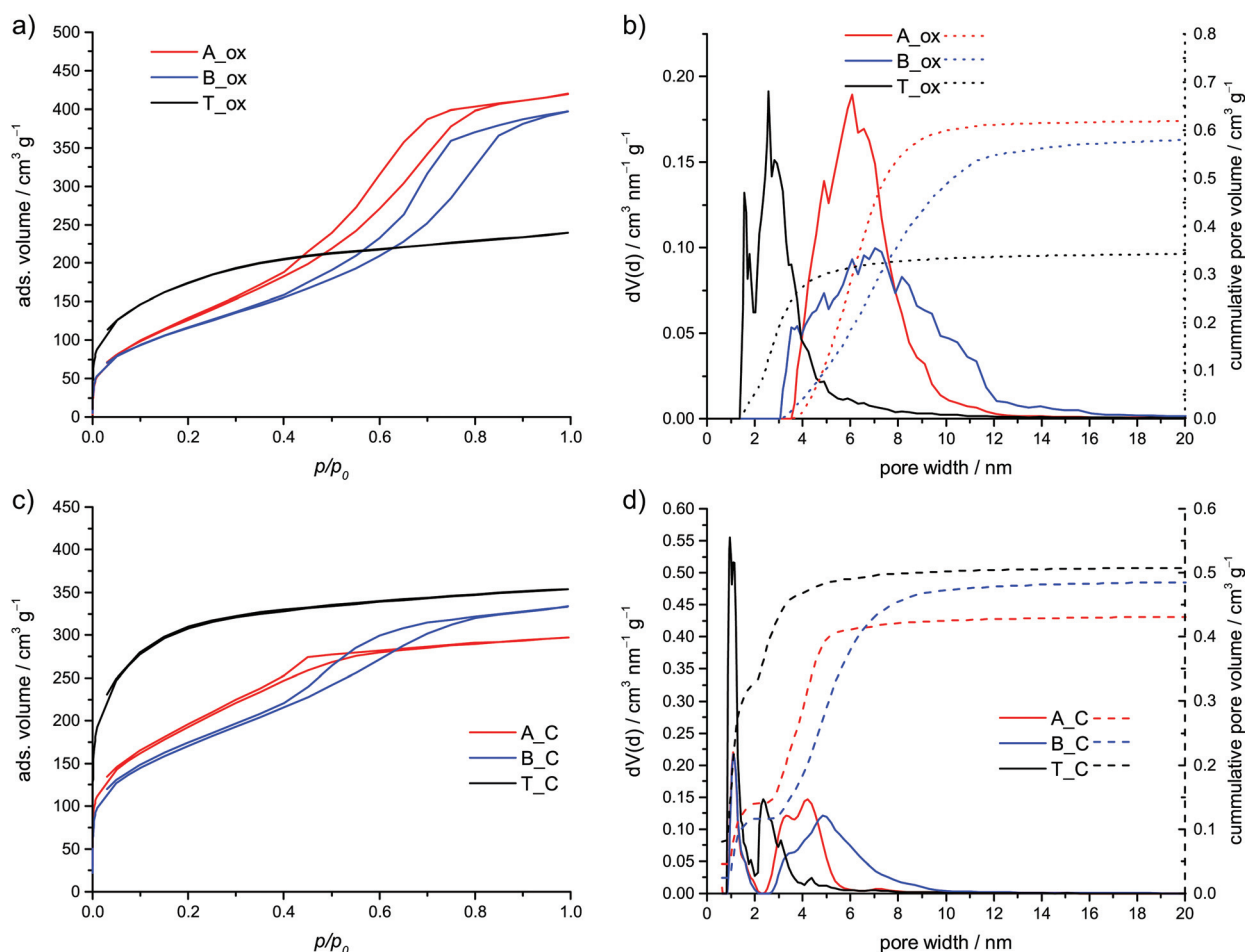 a)
500
450
400
350
300
250
200
150
100
50
0
ads. volume / cm³ g⁻¹
A_ox
B_ox
T_ox
0.0 0.2 0.4 0.6 0.8 1.0
p/p₀
b)
A_ox
B_ox
T_ox
0.20
0.15
0.10
0.05
0.00
dV(d) / cm³ nm⁻¹ g⁻¹
0.8
0.7
0.6
0.5
0.4
0.3
0.2
0.1
0.0
cummulative pore volume / cm³ g⁻¹
0 2 4 6 8 10 12 14 16 18 20
pore width / nm
c)
450
400
350
300
250
200
150
100
50
0
ads. volume / cm³ g⁻¹
A_C
B_C
T_C
0.0 0.2 0.4 0.6 0.8 1.0
p/p₀
d)
0.60
0.55
0.50
0.45
0.40
0.35
0.30
0.25
0.20
0.15
0.10
0.05
0.00
dV(d) / cm³ nm⁻¹ g⁻¹
A_C
B_C
T_C
0.6
0.5
0.4
0.3
0.2
0.1
0.0
cummulative pore volume / cm³ g⁻¹
0 2 4 6 8 10 12 14 16 18 20
pore width / nm